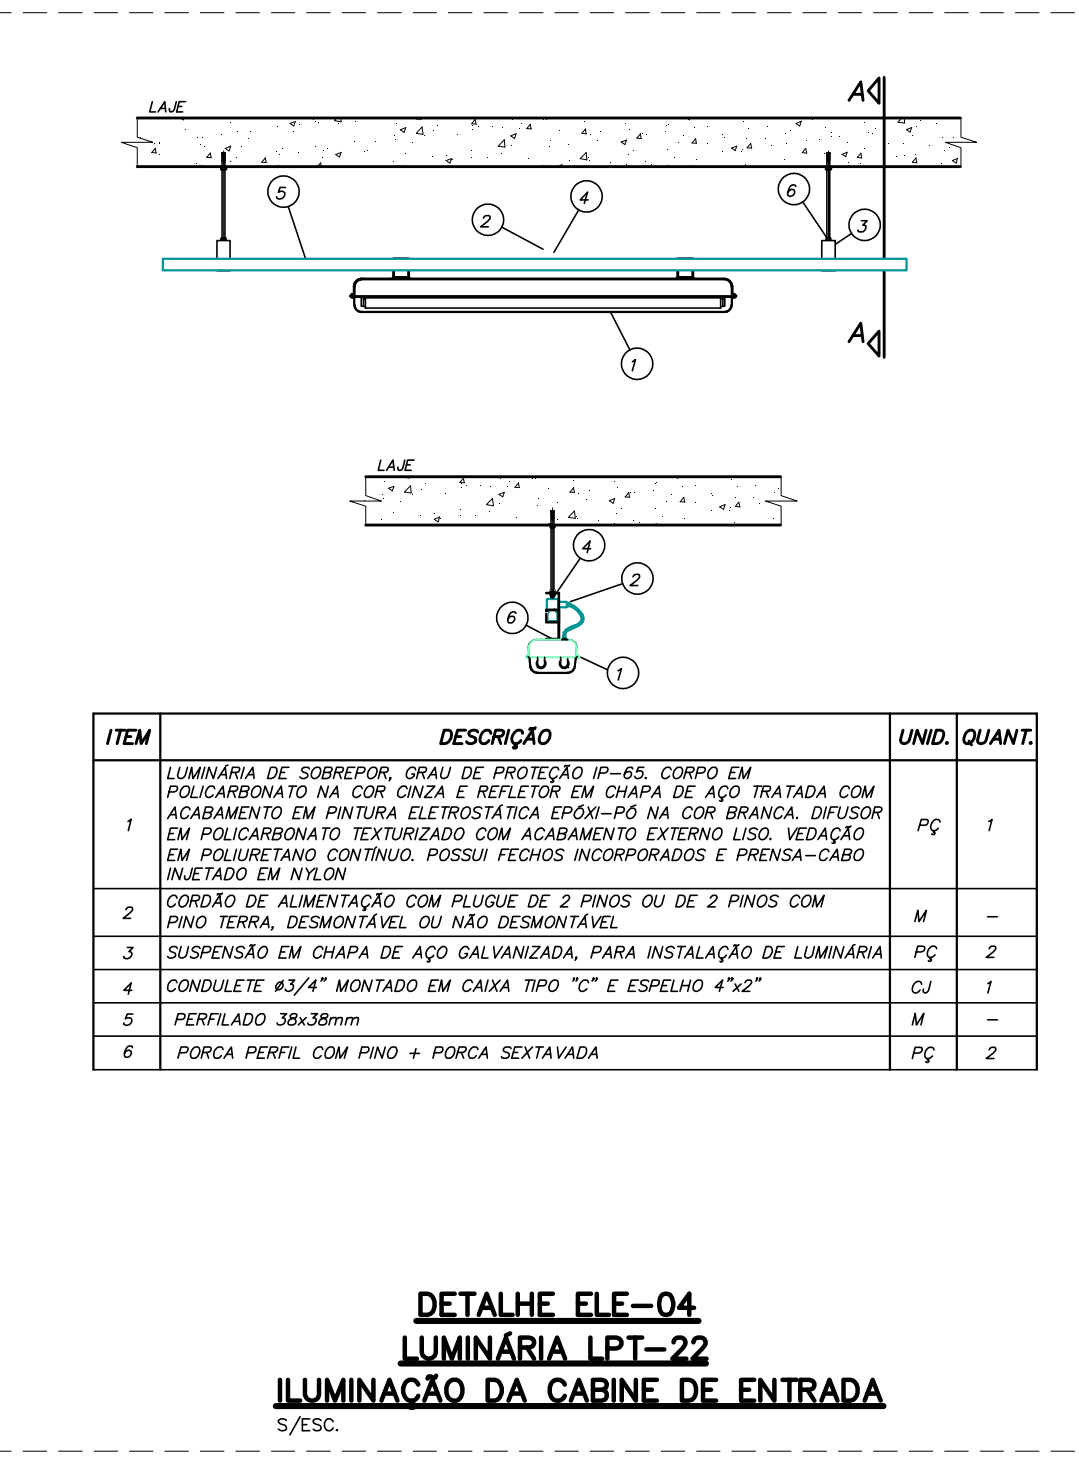 A
LAJE
5
4
6
2
3
A
1
LAJE
4
2
6
1
ITEM DESCRIÇÃO UNID. QUANT.
LUMINÁRIA DE SOBREPOR, GRAU DE PROTEÇÃO IP-65. CORPO EM
POLICARBONATO NA COR CINZA E REFLETOR EM CHAPA DE AÇO TRATADA COM
ACABAMENTO EM PINTURA ELETROSTÁTICA EPÓXI-PÓ NA COR BRANCA. DIFUSOR
1 EM POLICARBONATO TEXTURIZADO COM ACABAMENTO EXTERNO LISO. VEDAÇÃO PÇ 1
EM POLIURETANO CONTÍNUO. POSSUI FECHOS INCORPORADOS E PRENSA-CABO
INJETADO EM NYLON
CORDÃO DE ALIMENTAÇÃO COM PLUGUE DE 2 PINOS OU DE 2 PINOS COM
2 PINO TERRA, DESMONTÁVEL OU NÃO DESMONTÁVEL M -
3 SUSPENSÃO EM CHAPA DE AÇO GALVANIZADA, PARA INSTALAÇÃO DE LUMINÁRIA PÇ 2
4 CONDULETE ø3/4" MONTADO EM CAIXA TIPO "C" E ESPELHO 4"x2" CJ 1
5 PERFILADO 38x38mm M -
6 PORCA PERFIL COM PINO + PORCA SEXTAVADA PÇ 2
DETALHE ELE-04
LUMINÁRIA LPT-22
ILUMINAÇÃO DA CABINE DE ENTRADA
S/ESC.